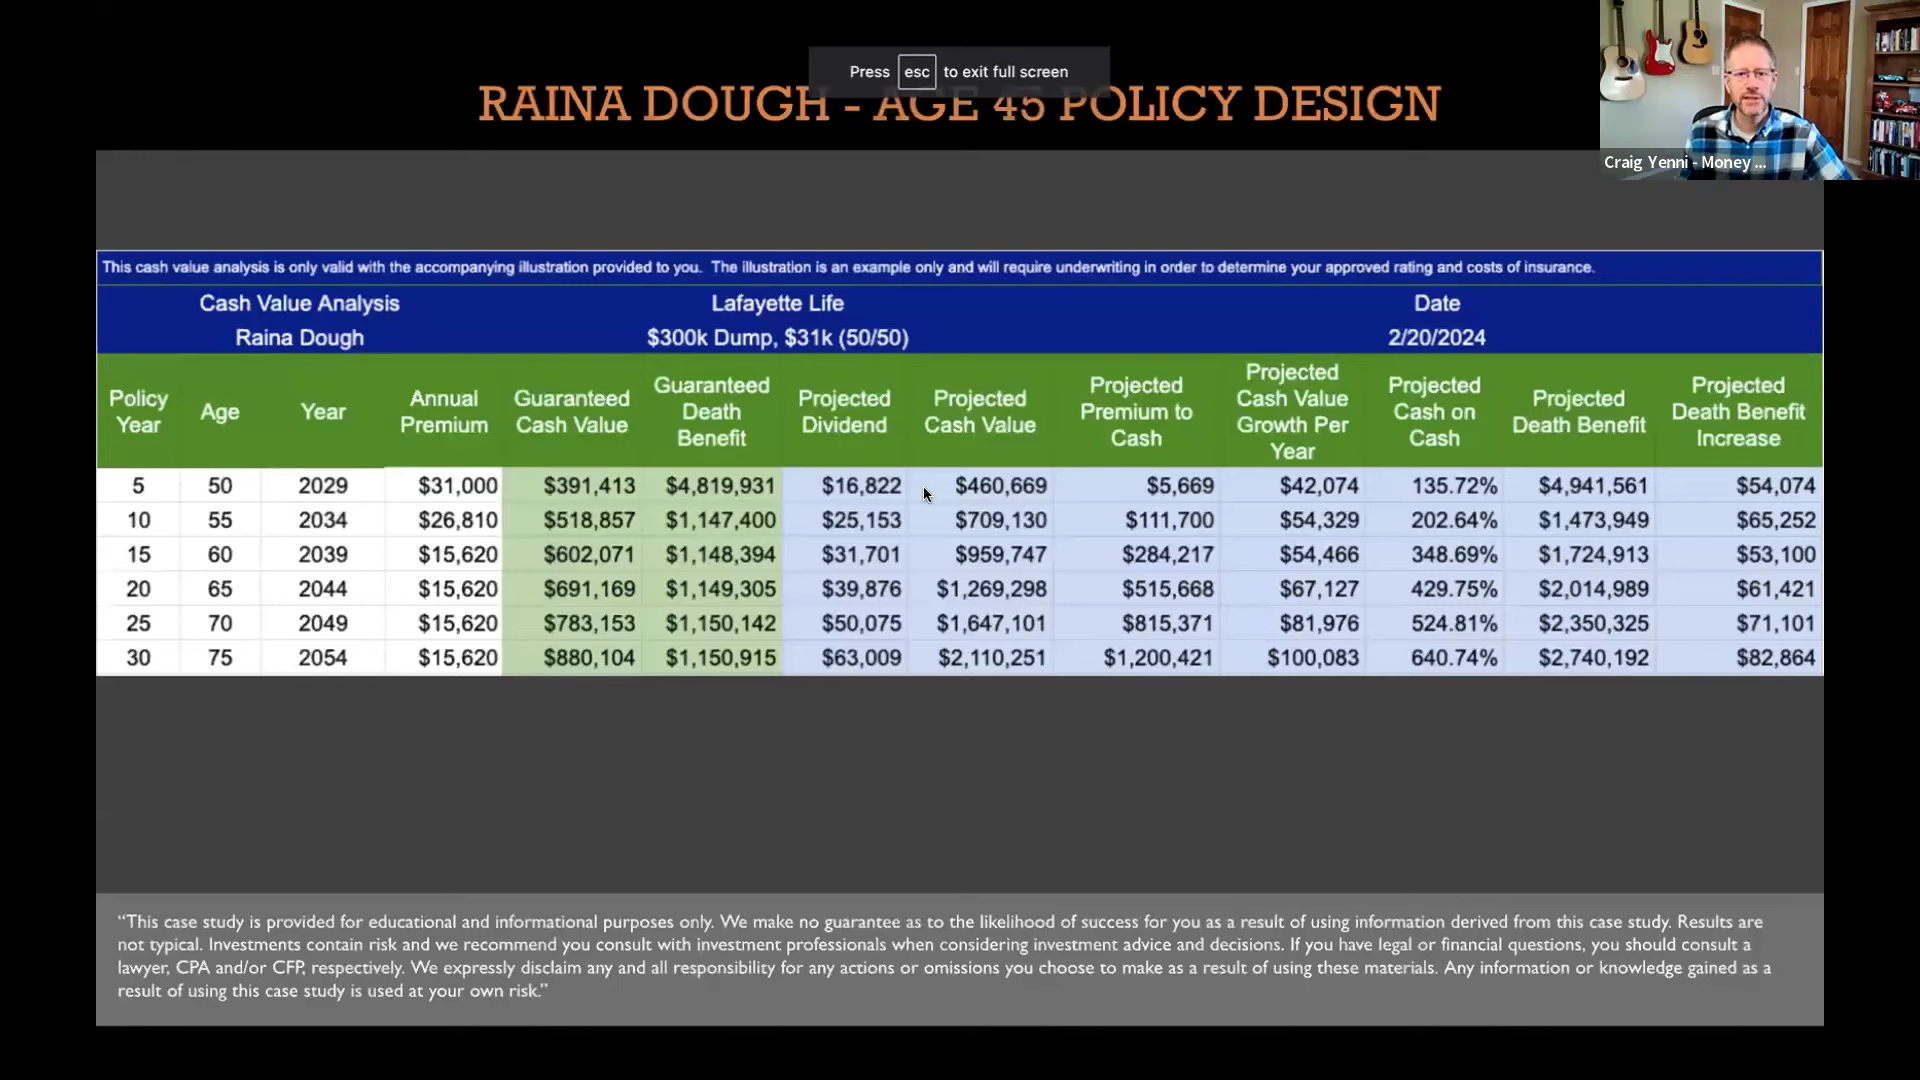 Press esc to exit full screen
RAINA DOUGH - AGE 45 POLICY DESIGN
Craig Yenni - Money ...
This cash value analysis is only valid with the accompanying illustration provided to you. The illustration is an example only and will require underwriting in order to determine your approved rating and costs of insurance.
Cash Value Analysis Lafayette Life Date
Raina Dough $300k Dump, $31k (50/50) 2/20/2024
Policy Year Age Year Annual Premium Guaranteed Cash Value Guaranteed Death Benefit Projected Dividend Projected Cash Value Projected Premium to Cash Projected Cash Value Growth Per Year Projected Cash on Cash Projected Death Benefit Projected Death Benefit Increase
5 50 2029 $31,000 $391,413 $4,819,931 $16,822 $460,669 $5,669 $42,074 135.72% $4,941,561 $54,074
10 55 2034 $26,810 $518,857 $1,147,400 $25,153 $709,130 $111,700 $54,329 202.64% $1,473,949 $65,252
15 60 2039 $15,620 $602,071 $1,148,394 $31,701 $959,747 $284,217 $54,466 348.69% $1,724,913 $53,100
20 65 2044 $15,620 $691,169 $1,149,305 $39,876 $1,269,298 $515,668 $67,127 429.75% $2,014,989 $61,421
25 70 2049 $15,620 $783,153 $1,150,142 $50,075 $1,647,101 $815,371 $81,976 524.81% $2,350,325 $71,101
30 75 2054 $15,620 $880,104 $1,150,915 $63,009 $2,110,251 $1,200,421 $100,083 640.74% $2,740,192 $82,864
“This case study is provided for educational and informational purposes only. We make no guarantee as to the likelihood of success for you as a result of using information derived from this case study. Results are
not typical. Investments contain risk and we recommend you consult with investment professionals when considering investment advice and decisions. If you have legal or financial questions, you should consult a
lawyer, CPA and/or CFP, respectively. We expressly disclaim any and all responsibility for any actions or omissions you choose to make as a result of using these materials. Any information or knowledge gained as a
result of using this case study is used at your own risk.”